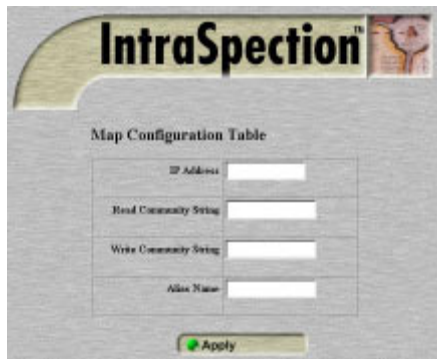 IntraSpection™
Map Configuration Table
IP Address
Read Community String
Write Community String
Alias Name
Apply